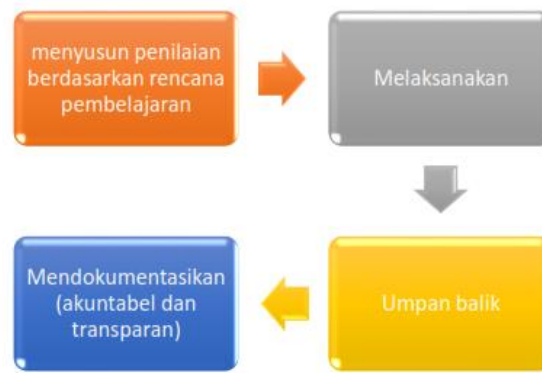 menyusun penilaian
berdasarkan rencana
pembelajaran
Melaksanakan
Umpan balik
Mendokumentasikan
(akuntabel dan
transparan)